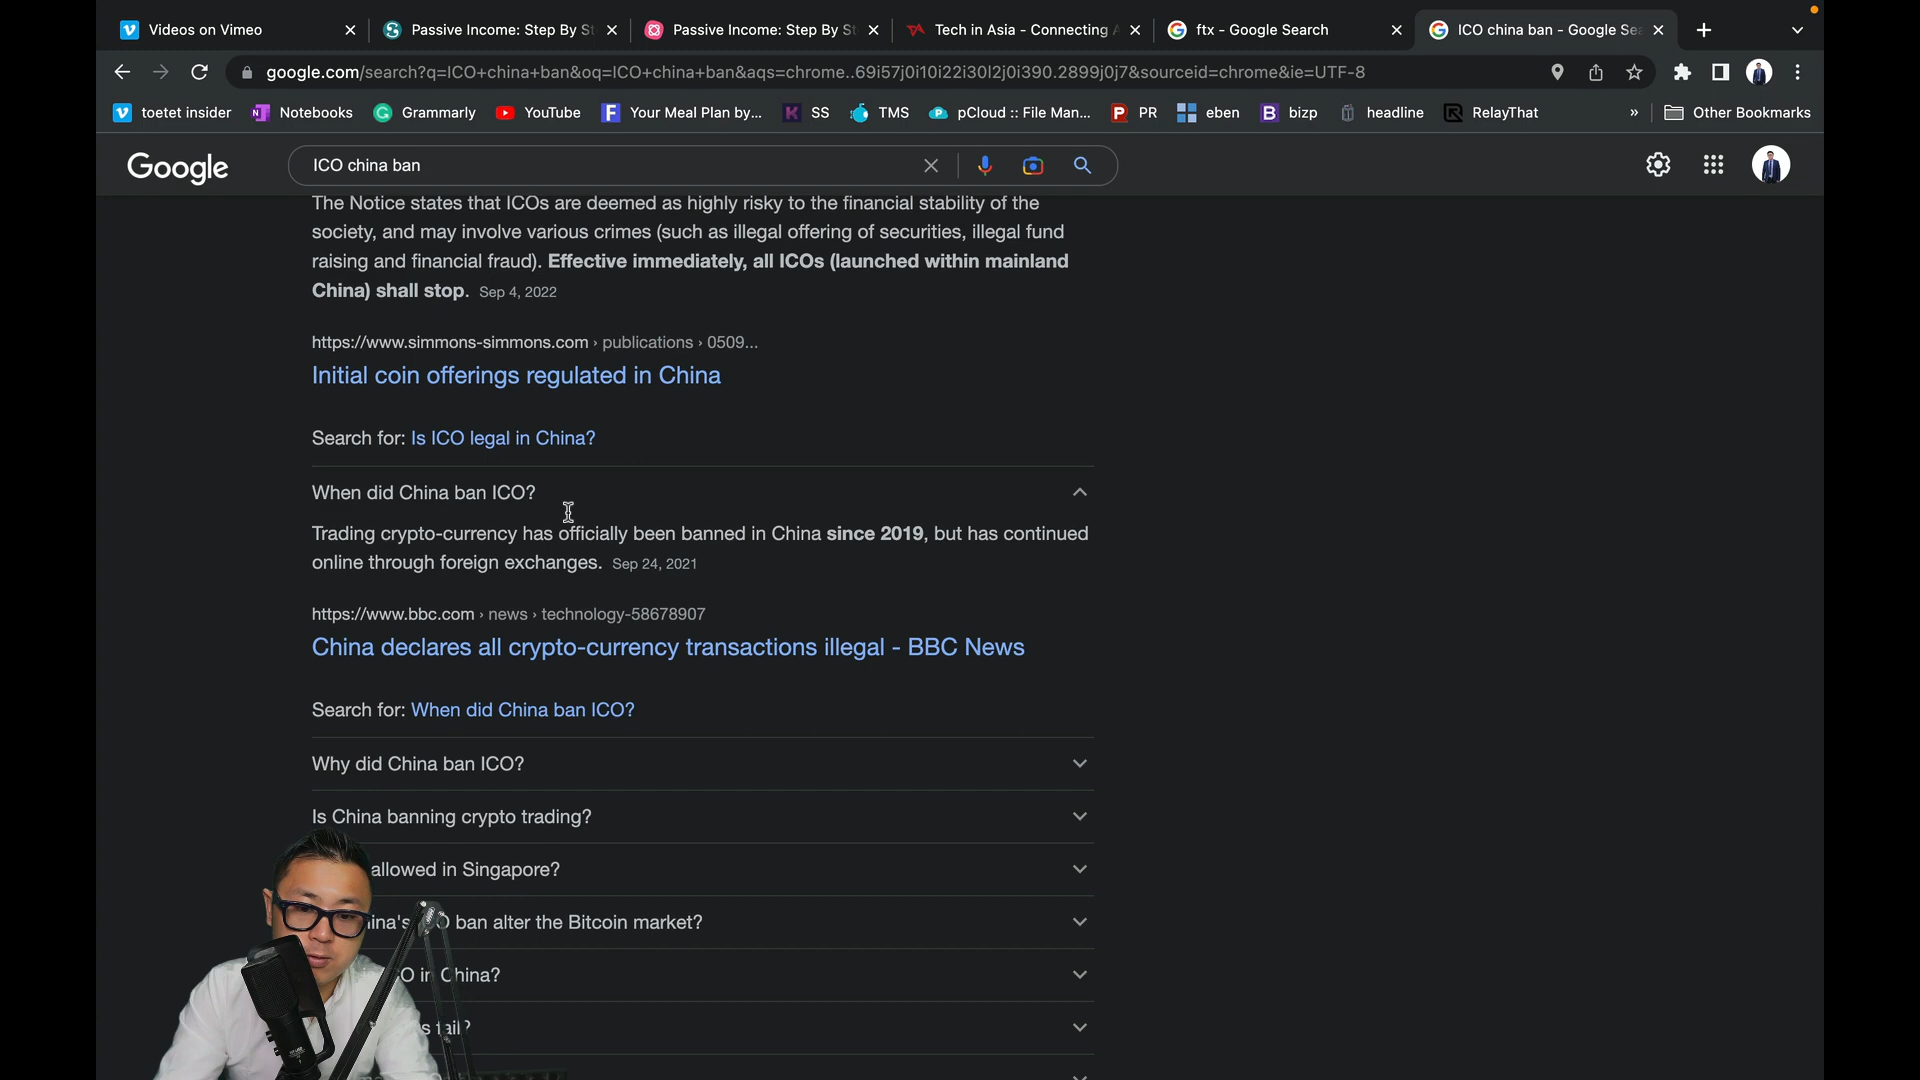 Videos on Vimeo
Passive Income: Step By St
Passive Income: Step By St
Tech in Asia - Connecting A
ftx - Google Search
ICO china ban - Google Sea
google.com/search?q=ICO+china+ban&oq=ICO+china+ban&aqs=chrome..69i57j0i10i22i30l2j0i390.2899j0j7&sourceid=chrome&ie=UTF-8
toetet insider
Notebooks
Grammarly
YouTube
Your Meal Plan by...
SS
TMS
pCloud :: File Man...
PR
eben
bizp
headline
RelayThat
»
Other Bookmarks
Google
ICO china ban
The Notice states that ICOs are deemed as highly risky to the financial stability of the
society, and may involve various crimes (such as illegal offering of securities, illegal fund
raising and financial fraud). Effective immediately, all ICOs (launched within mainland
China) shall stop. Sep 4, 2022
https://www.simmons-simmons.com › publications › 0509...
Initial coin offerings regulated in China
Search for: Is ICO legal in China?
When did China ban ICO?
Trading crypto-currency has officially been banned in China since 2019, but has continued
online through foreign exchanges. Sep 24, 2021
https://www.bbc.com › news › technology-58678907
China declares all crypto-currency transactions illegal - BBC News
Search for: When did China ban ICO?
Why did China ban ICO?
Is China banning crypto trading?
allowed in Singapore?
ban alter the Bitcoin market?
in China?